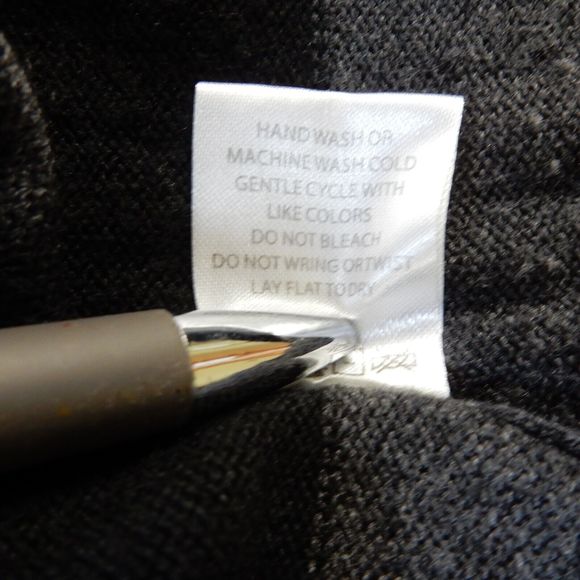 HAND WASH OR
MACHINE WASH COLD
GENTLE CYCLE WITH
LIKE COLORS
DO NOT BLEACH
DO NOT WRING OR TWIST
LAY FLAT TO DRY